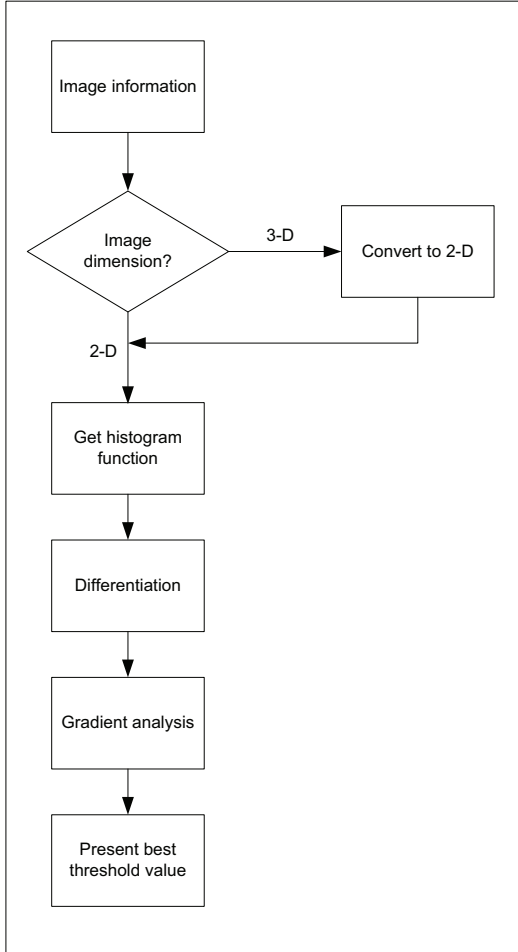 Image information
Image
dimension?
3-D
Convert to 2-D
2-D
Get histogram
function
Differentiation
Gradient analysis
Present best
threshold value